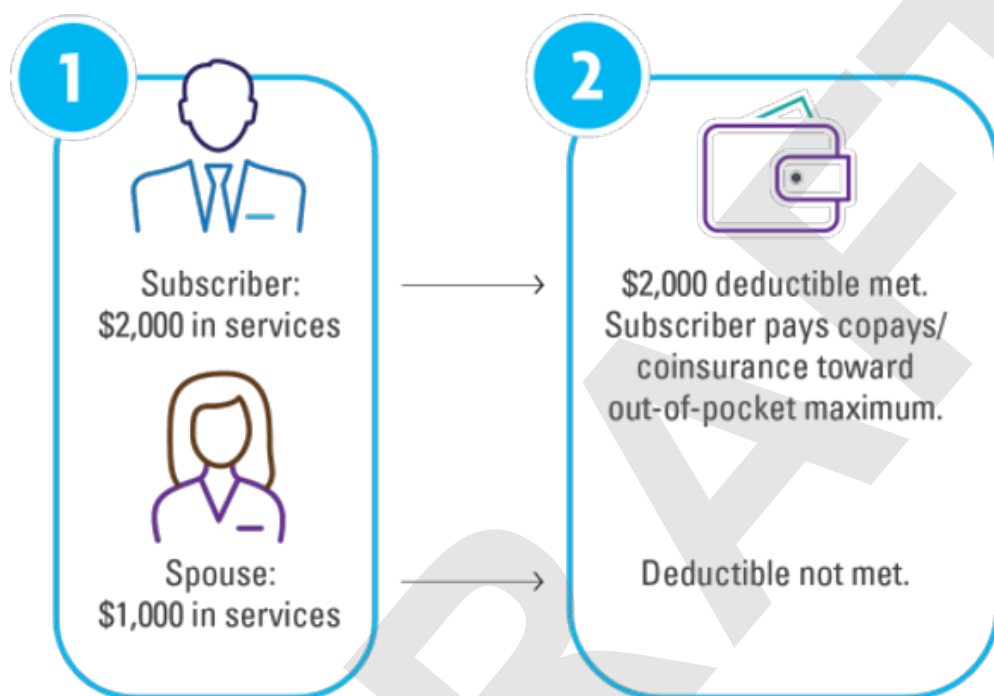 1
Subscriber:
$2,000 in services
Spouse:
$1,000 in services
2
$2,000 deductible met.
Subscriber pays copays/
coinsurance toward
out-of-pocket maximum.
Deductible not met.
DRAFT